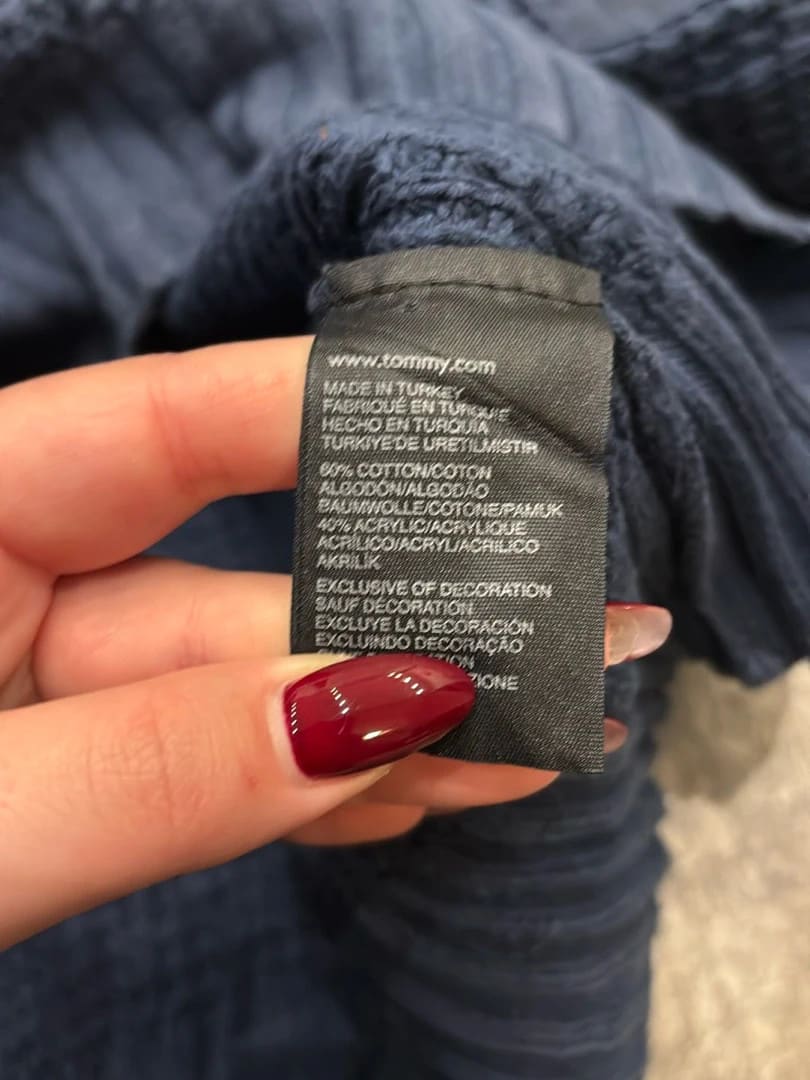 www.tommy.com
MADE IN TURKEY
FABRIQUÉ EN TURQUIE
HECHO EN TURQUIA
TURKIYE'DE URETILMISTIR
60% COTTON/COTON
ALGODÓN/ALGODÃO
BAUMWOLLE/COTONE/PAMUK
40% ACRYLIC/ACRYLIQUE
ACRÍLICO/ACRYL/ACRILICO
AKRİLİK
EXCLUSIVE OF DECORATION
SAUF DÉCORATION
EXCLUYE LA DECORACIÓN
EXCLUINDO DECORAÇÃO